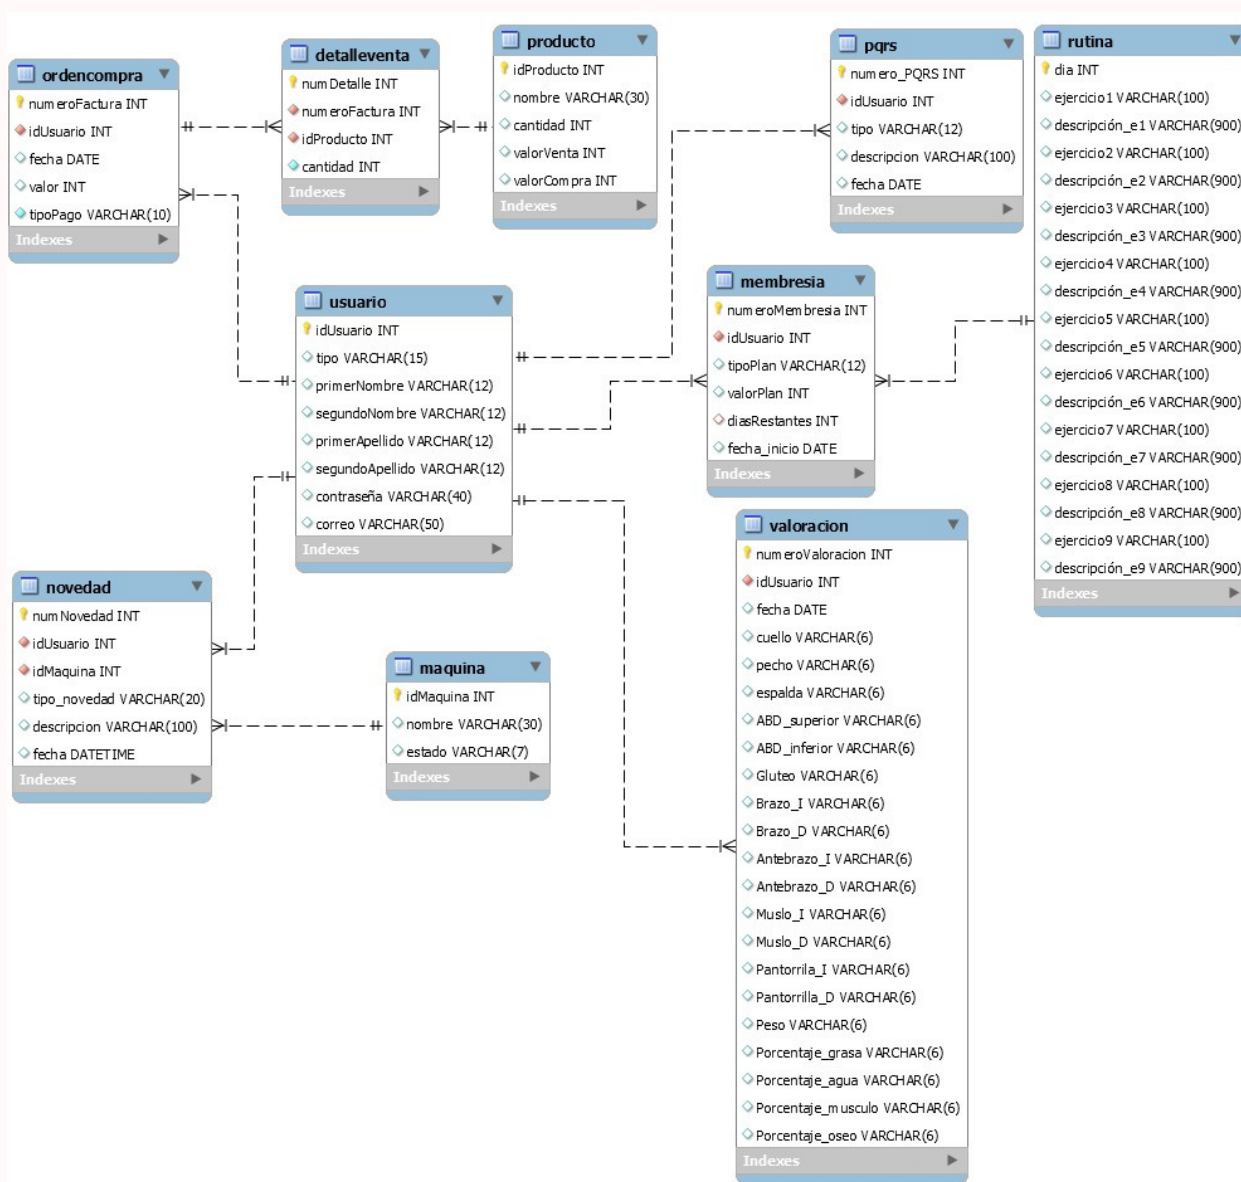 ordencompra
numeroFactura INT
idUsuario INT
fecha DATE
valor INT
tipoPago VARCHAR(10)
Indexes
detalleventa
numDetalle INT
numeroFactura INT
idProducto INT
cantidad INT
Indexes
producto
idProducto INT
nombre VARCHAR(30)
cantidad INT
valorVenta INT
valorCompra INT
Indexes
pqrs
numero_PQRS INT
idUsuario INT
tipo VARCHAR(12)
descripcion VARCHAR(100)
fecha DATE
Indexes
rutina
dia INT
ejercicio1 VARCHAR(100)
descripción_e1 VARCHAR(900)
ejercicio2 VARCHAR(100)
descripción_e2 VARCHAR(900)
ejercicio3 VARCHAR(100)
descripción_e3 VARCHAR(900)
ejercicio4 VARCHAR(100)
descripción_e4 VARCHAR(900)
ejercicio5 VARCHAR(100)
descripción_e5 VARCHAR(900)
ejercicio6 VARCHAR(100)
descripción_e6 VARCHAR(900)
ejercicio7 VARCHAR(100)
descripción_e7 VARCHAR(900)
ejercicio8 VARCHAR(100)
descripción_e8 VARCHAR(900)
ejercicio9 VARCHAR(100)
descripción_e9 VARCHAR(900)
Indexes
usuario
idUsuario INT
tipo VARCHAR(15)
primerNombre VARCHAR(12)
segundoNombre VARCHAR(12)
primerApellido VARCHAR(12)
segundoApellido VARCHAR(12)
contraseña VARCHAR(40)
correo VARCHAR(50)
Indexes
membresia
numeroMembresia INT
idUsuario INT
tipoPlan VARCHAR(12)
valorPlan INT
diasRestantes INT
fecha_inicio DATE
Indexes
novedad
numNovedad INT
idUsuario INT
idMaquina INT
tipo_novedad VARCHAR(20)
descripcion VARCHAR(100)
fecha DATETIME
Indexes
maquina
idMaquina INT
nombre VARCHAR(30)
estado VARCHAR(7)
Indexes
valoracion
numeroValoracion INT
idUsuario INT
fecha DATE
cuello VARCHAR(6)
pecho VARCHAR(6)
espalda VARCHAR(6)
ABD_superior VARCHAR(6)
ABD_inferior VARCHAR(6)
Gluteo VARCHAR(6)
Brazo_I VARCHAR(6)
Brazo_D VARCHAR(6)
Antebrazo_I VARCHAR(6)
Antebrazo_D VARCHAR(6)
Muslo_I VARCHAR(6)
Muslo_D VARCHAR(6)
Pantorrila_I VARCHAR(6)
Pantorrilla_D VARCHAR(6)
Peso VARCHAR(6)
Porcentaje_grasa VARCHAR(6)
Porcentaje_agua VARCHAR(6)
Porcentaje_musculo VARCHAR(6)
Porcentaje_oseo VARCHAR(6)
Indexes